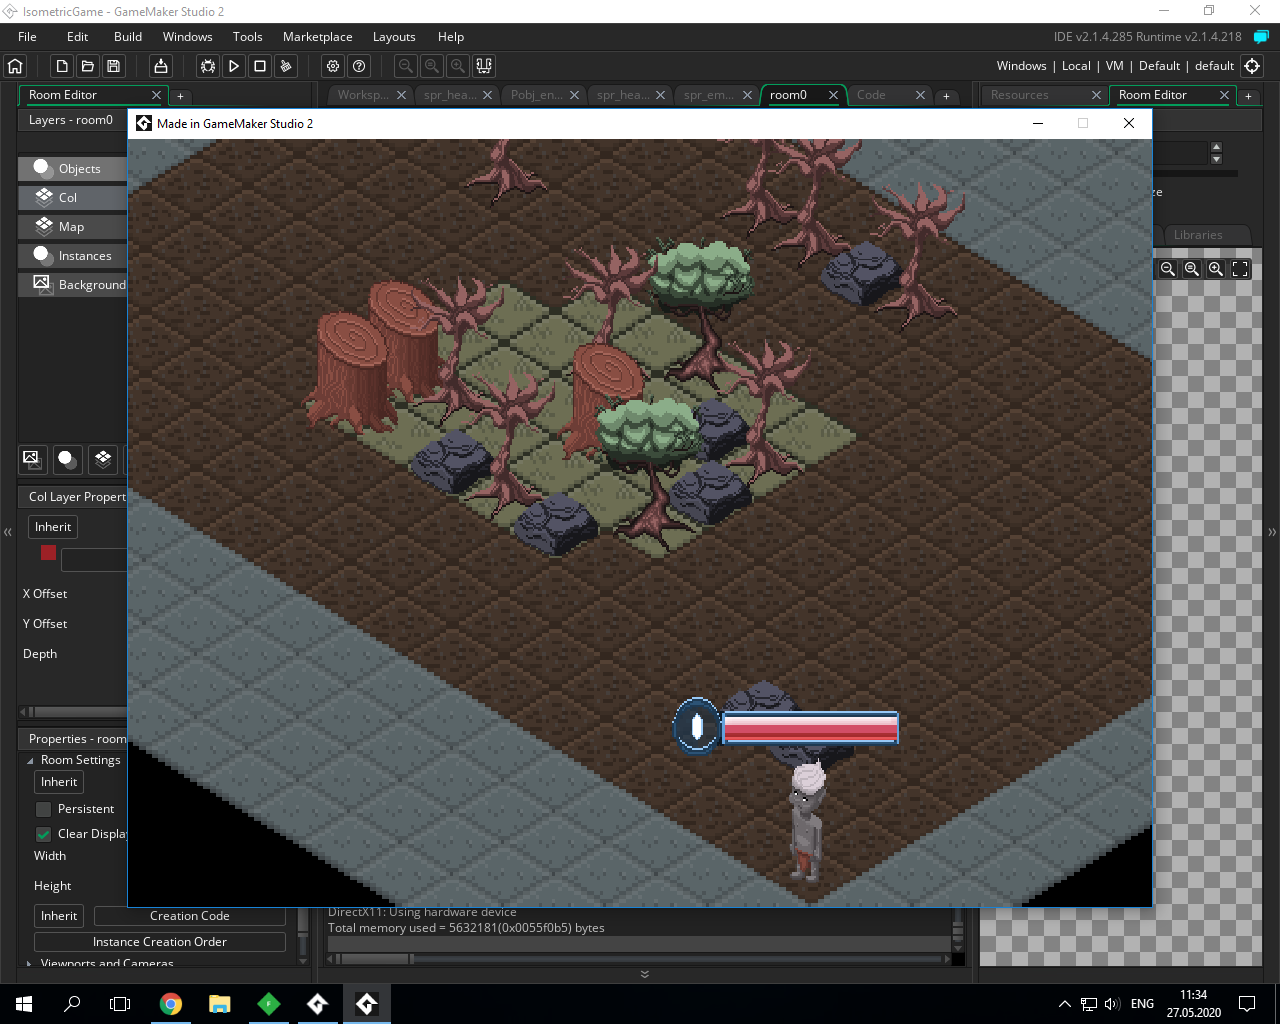 IsometricGame - GameMaker Studio 2
File Edit Build Windows Tools Marketplace Layouts Help
IDE v2.1.4.285 Runtime v2.1.4.218
Windows | Local | VM | Default | default
Room Editor
Worksp...
spr_hea...
Pobj_en...
spr_hea...
spr_em...
room0
Code
Resources
Room Editor
Layers - room0
Made in GameMaker Studio 2
Objects
Col
Map
Instances
Background
ze
Libraries
Col Layer Propert
Inherit
X Offset
Y Offset
Depth
Properties - room
Room Settings
Inherit
Persistent
Clear Display
Width
Height
Inherit
Creation Code
Instance Creation Order
Viewports and Cameras
DirectX11: Using hardware device
Total memory used = 5632181(0x0055f0b5) bytes
ENG
11:34
27.05.2020